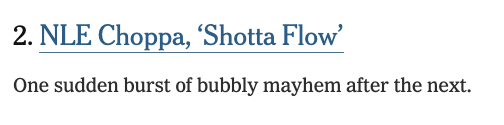 2. NLE Choppa, ‘Shotta Flow’
One sudden burst of bubbly mayhem after the next.